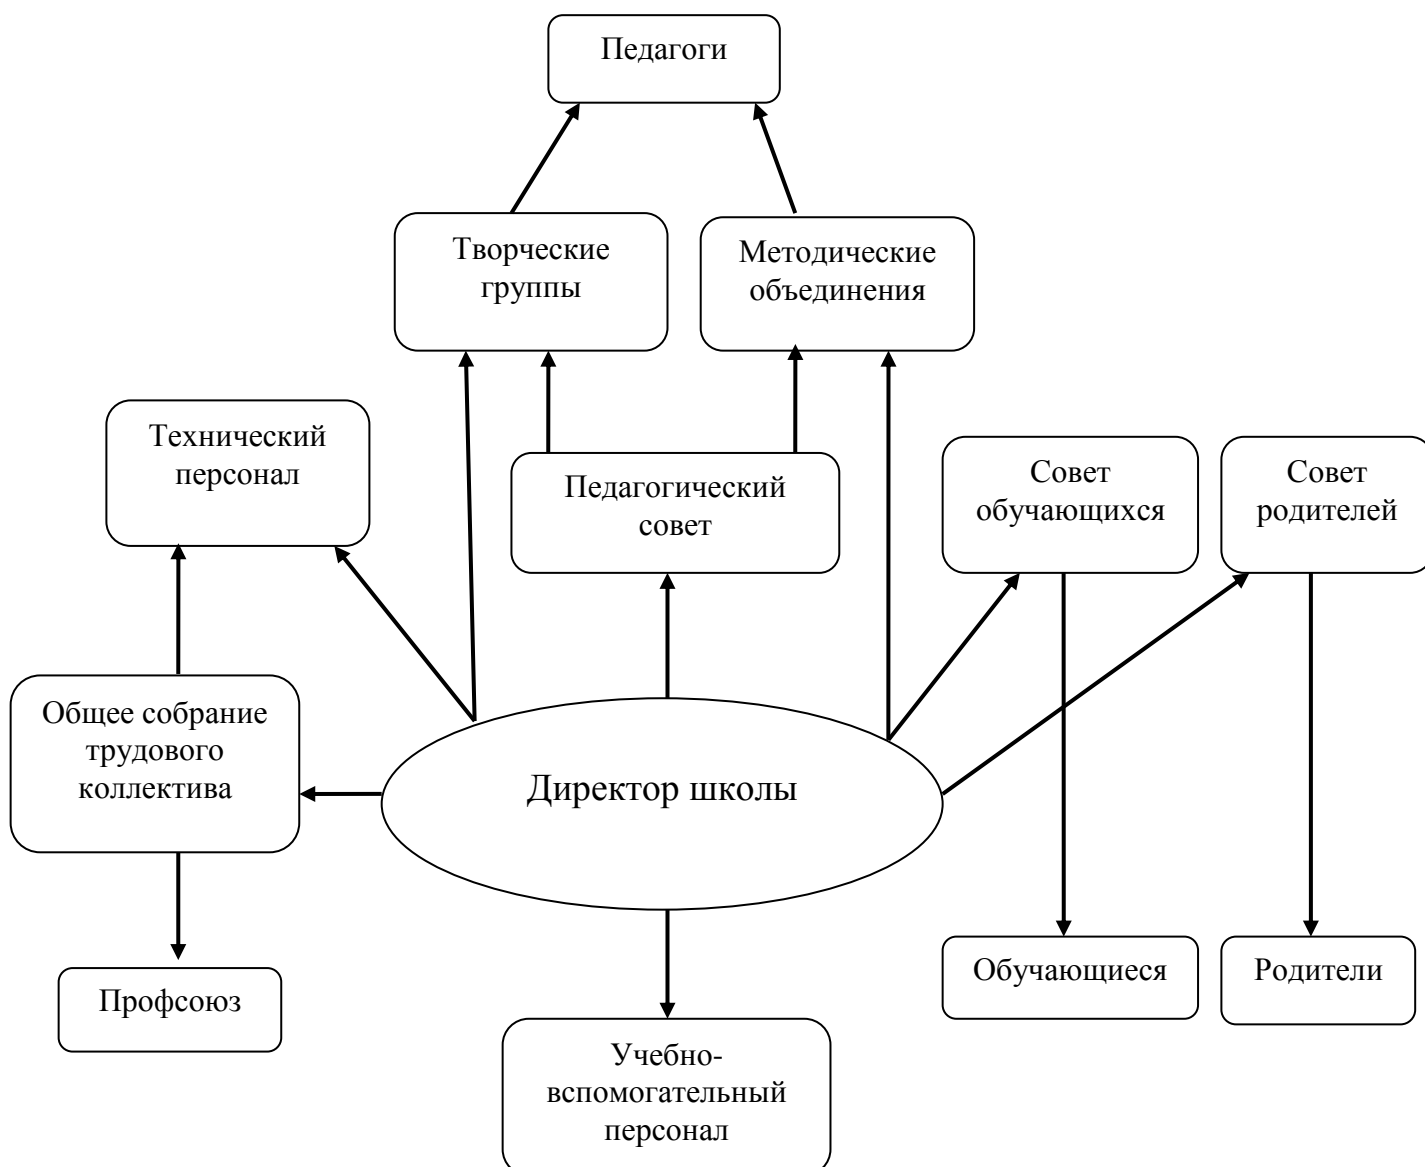 Педагоги
Творческие
группы
Методические
объединения
Технический
персонал
Педагогический
совет
Совет
обучающихся
Совет
родителей
Общее собрание
трудового
коллектива
Директор школы
Профсоюз
Обучающиеся
Родители
Учебно-
вспомогательный
персонал